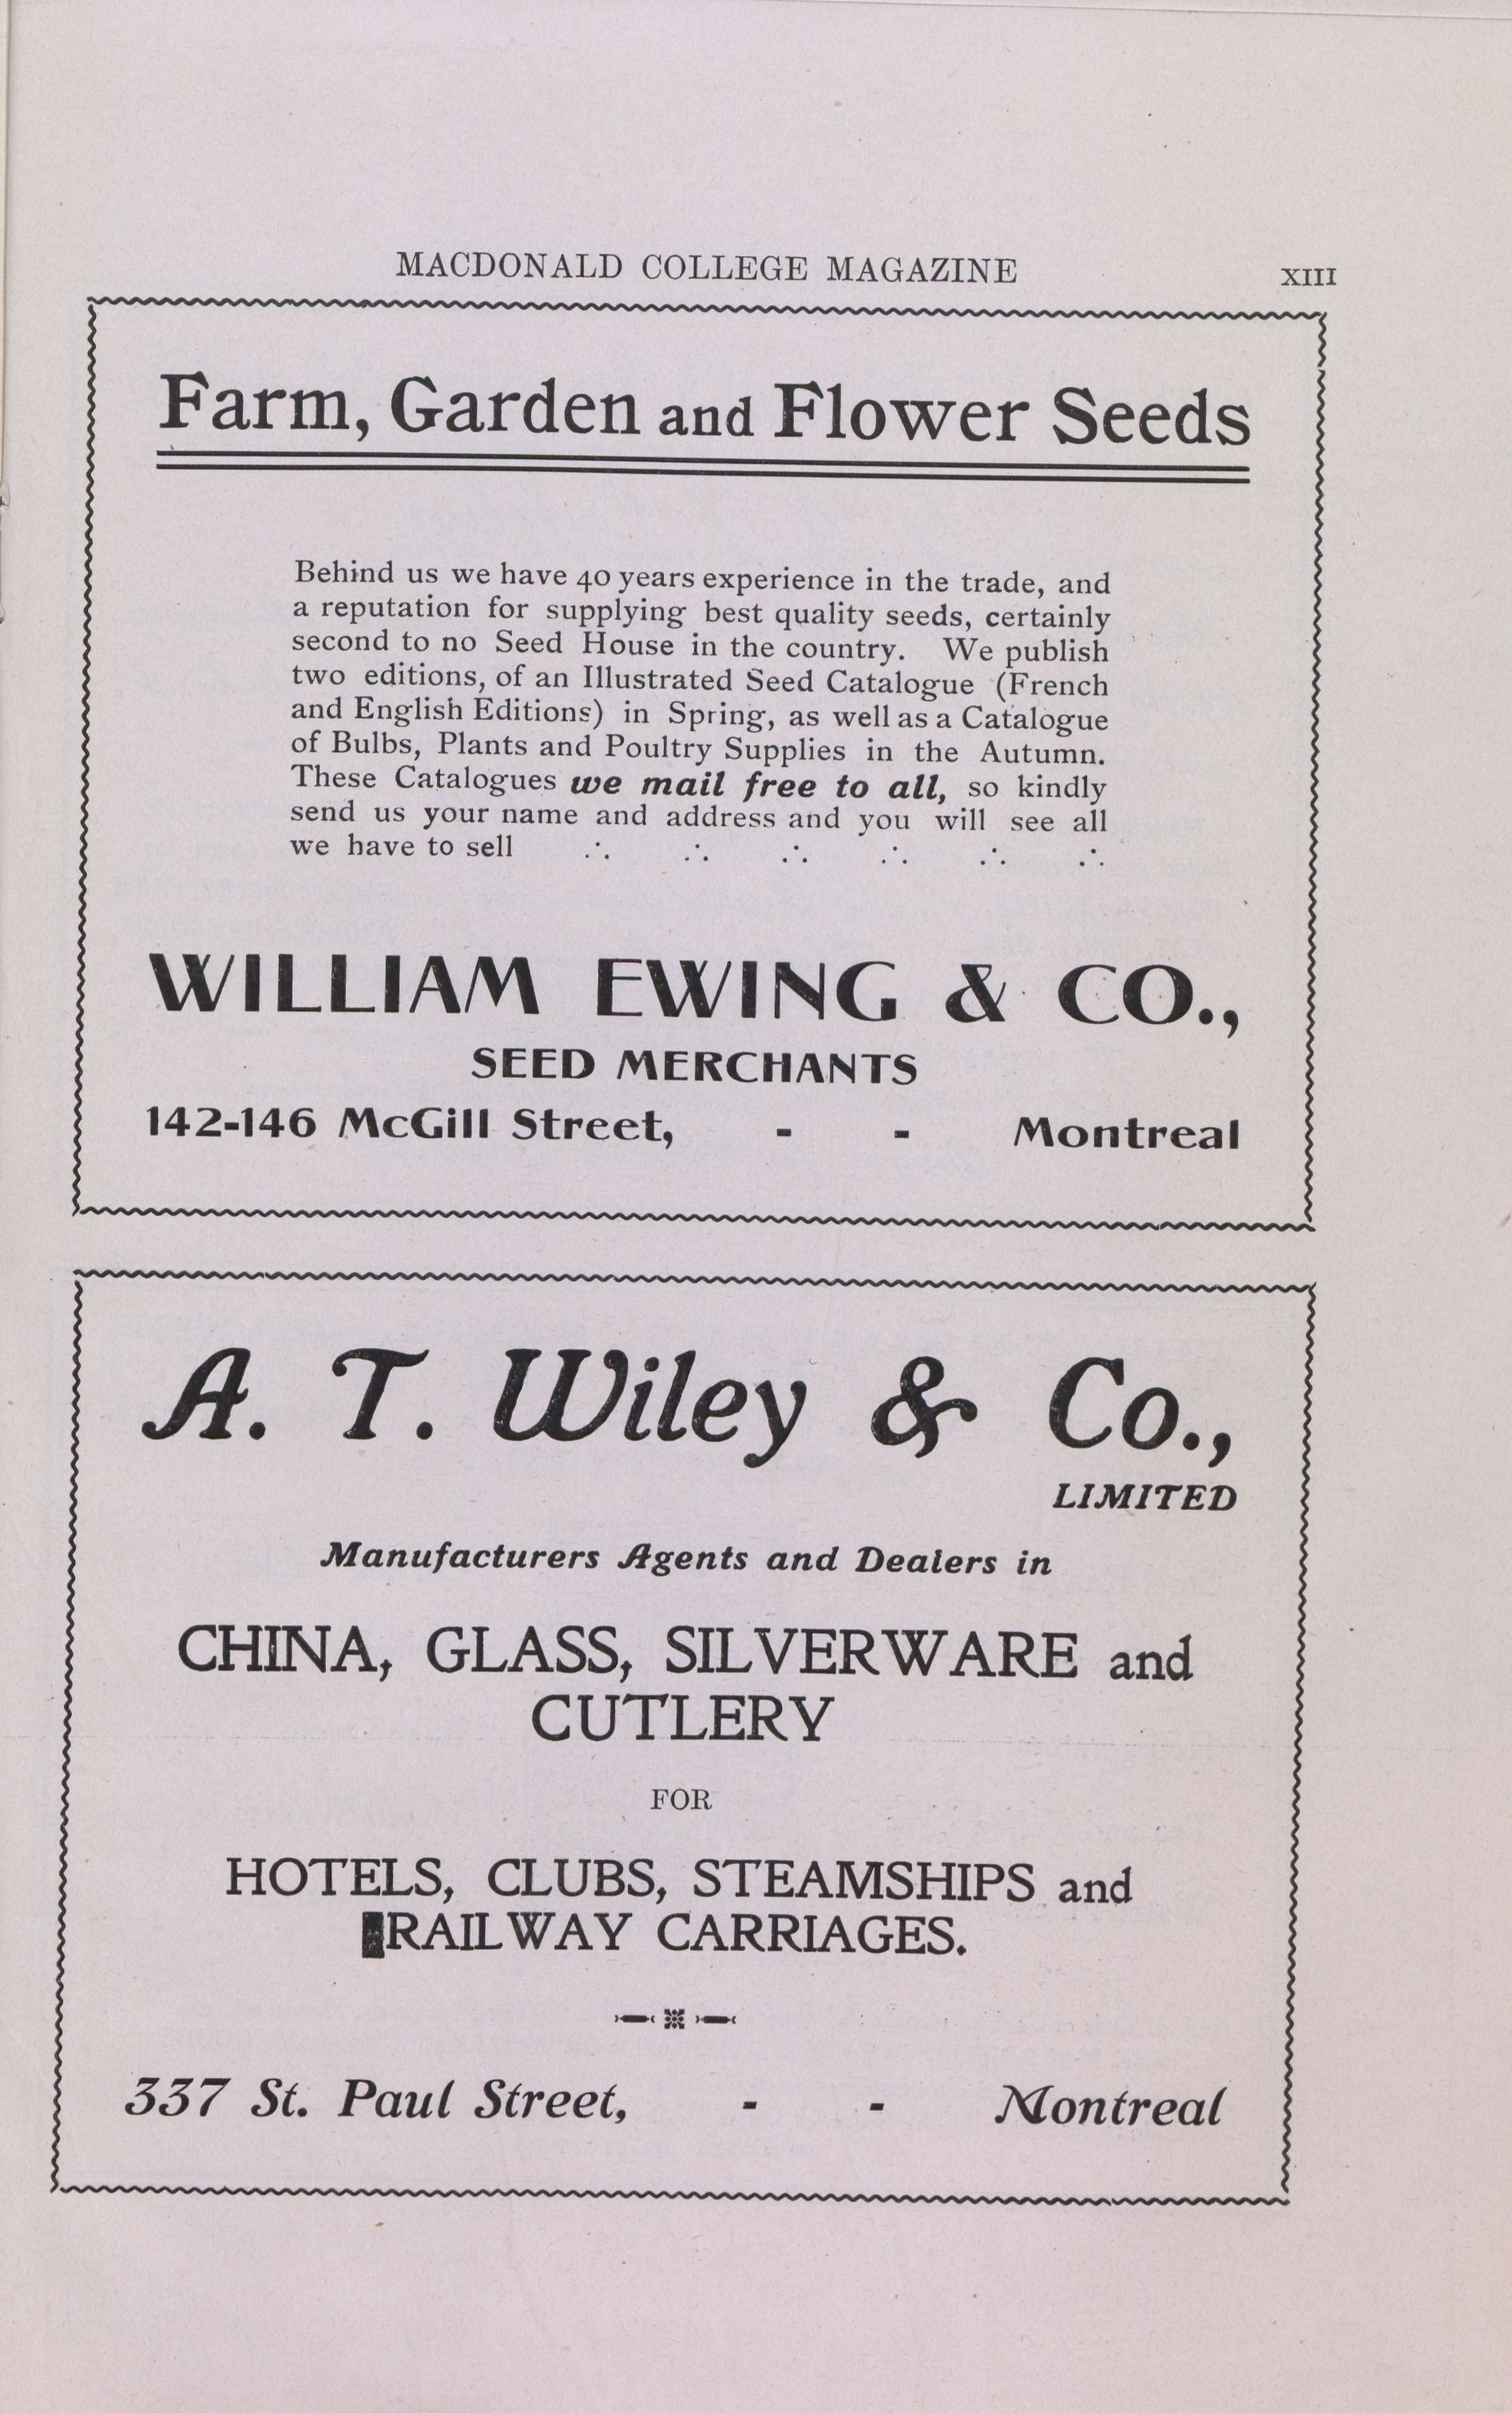 MACDONALD COLLEGE MAGAZINE XIII
Farm, Garden and Flower Seeds
Behind us we have 40 years experience in the trade, and
a reputation for supplying best quality seeds, certainly
second to no Seed House in the country. We publish
two editions, of an Illustrated Seed Catalogue (French
and English Editions) in Spring, as well as a Catalogue
of Bulbs, Plants and Poultry Supplies in the Autumn.
These Catalogues we mail free to all, so kindly
send us your name and address and you will see all
we have to sell ∴ ∴ ∴ ∴ ∴ ∴
WILLIAM EWING & CO.,
SEED MERCHANTS
142-146 McGill Street, - - Montreal
A. T. Wiley & Co.,
LIMITED
Manufacturers Agents and Dealers in
CHINA, GLASS, SILVERWARE and
CUTLERY
FOR
HOTELS, CLUBS, STEAMSHIPS and
RAILWAY CARRIAGES.
337 St. Paul Street, - - Montreal